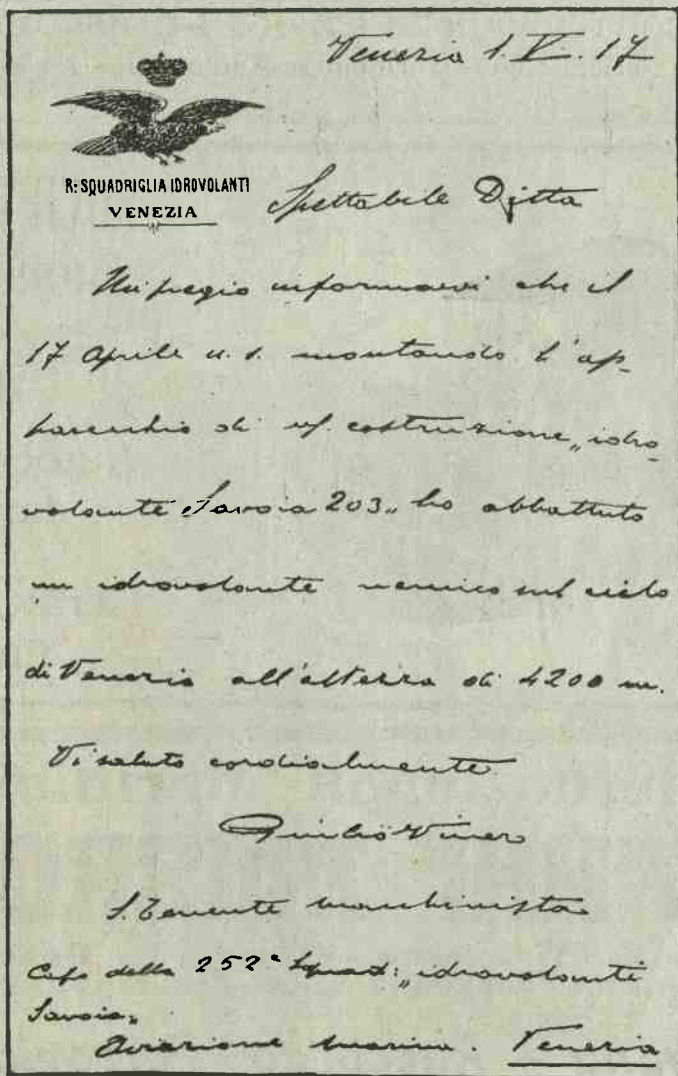 Venezia 1.V.17
R: SQUADRIGLIA IDROVOLANTI
VENEZIA
Spettabile Ditta
Mi pregio informarvi che il
17 Aprile u. s. montando l'ap-
parecchio di vs. costruzione „idro-
volante Savoia 203„ ho abbattuto
un idrovolante nemico sul cielo
di Venezia all'altezza di 4200 m.
Vi saluto cordialmente
Giulio
S. Tenente macchinista
Capo della 252ª Squad: „idrovolanti
Savoia„
Aviazione marina. Venezia